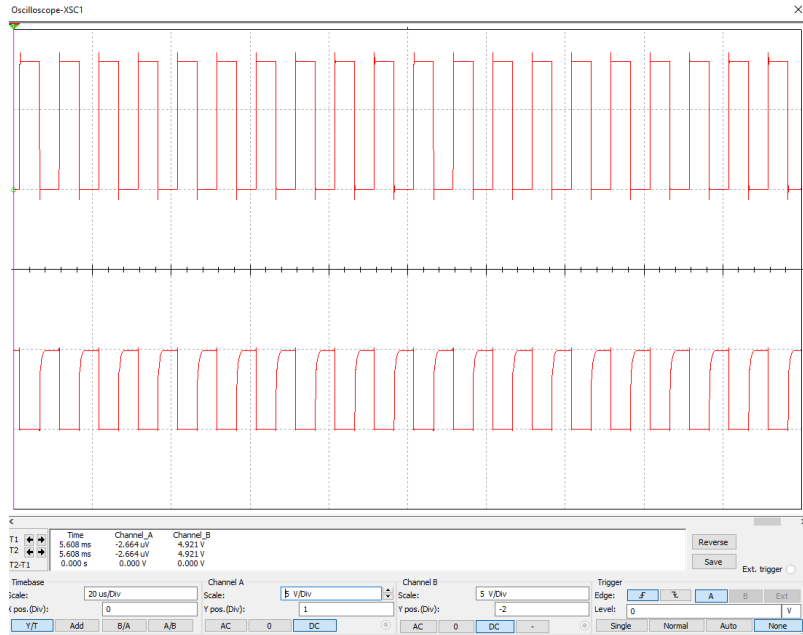 Oscilloscope-XSC1
Time Channel_A Channel_B
T1 5.608 ms -2.664 uV 4.921 V
T2 5.608 ms -2.664 uV 4.921 V
T2-T1 0.000 s 0.000 V 0.000 V
Reverse
Save
Ext. trigger
Timebase Channel A Channel B Trigger
Scale: 20 us/Div Scale: 5 V/Div Scale: 5 V/Div Edge: A B Ext
X pos.(Div): 0 Y pos.(Div): 1 Y pos.(Div): -2 Level: 0 V
Y/T Add B/A A/B AC 0 DC AC 0 DC - Single Normal Auto None